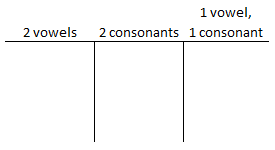 2 vowels
2 consonants
1 vowel,
1 consonant